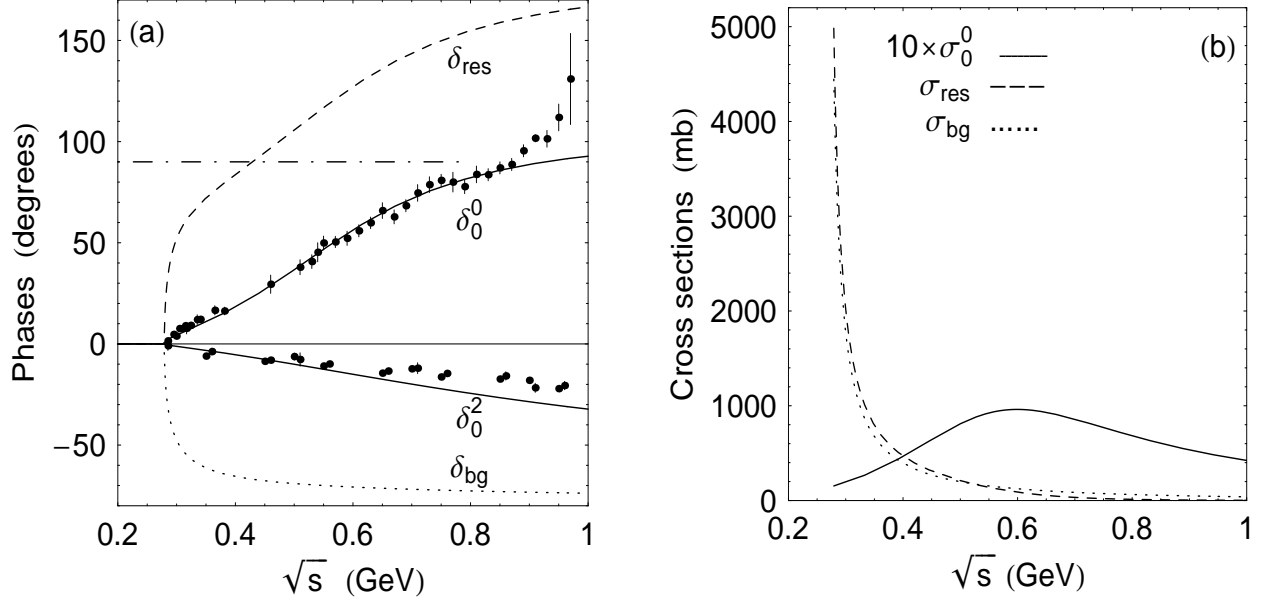 (a)
150
100
50
0
−50
Phases (degrees)
δres
δ⁰₀
δ²₀
δbg
0.2 0.4 0.6 0.8 1
√s (GeV)
(b)
5000
4000
3000
2000
1000
0
Cross sections (mb)
10×σ⁰₀
σres
σbg
0.2 0.4 0.6 0.8 1
√s (GeV)